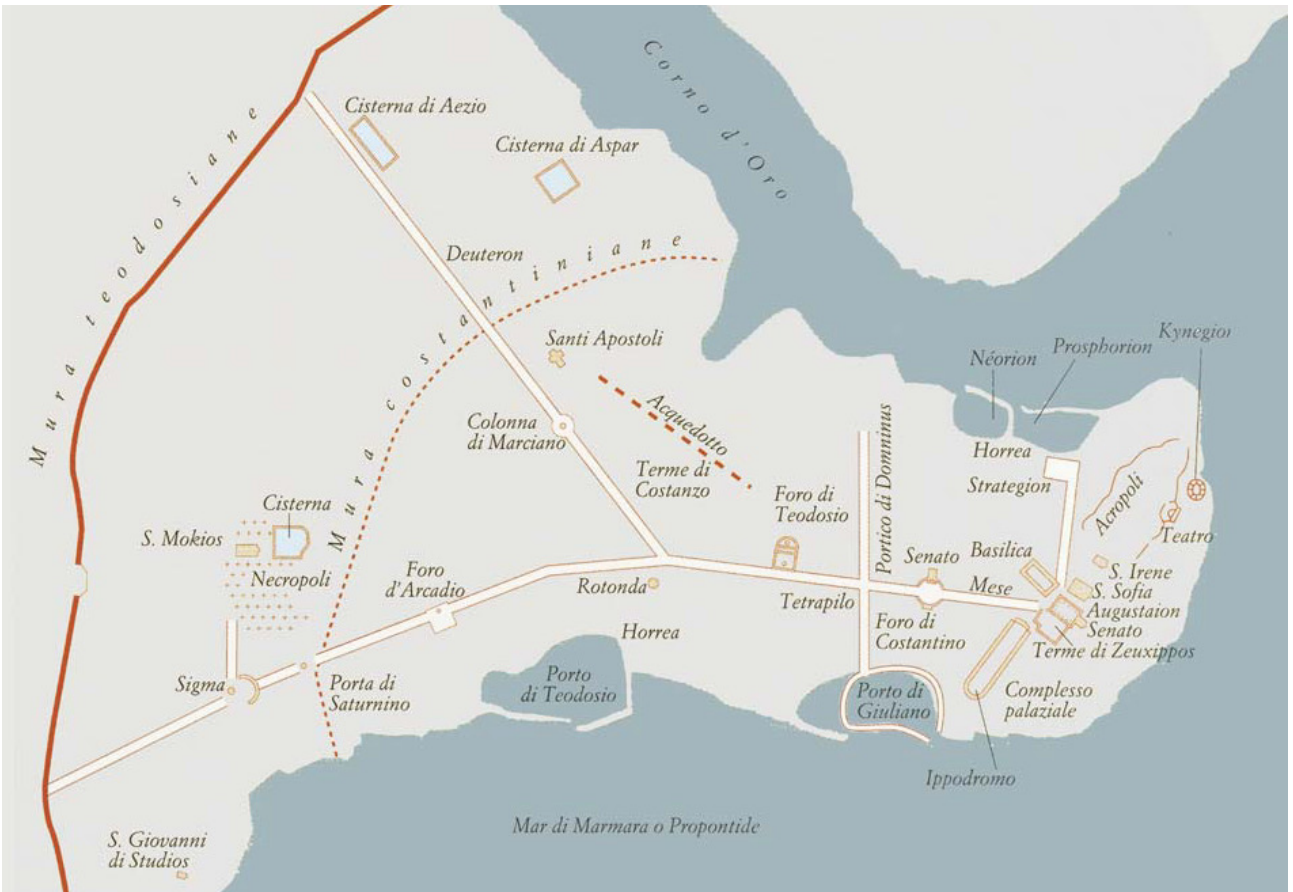 Corno d'Oro
Cisterna di Aezio
Cisterna di Aspar
Mura teodosiane
Deuteron
Mura costantiniane
Santi Apostoli
Kynegion
Prosphorion
Néorion
Acquedotto
Colonna
di Marciano
Terme di
Costanzo
Portico di Domninus
Horrea
Strategion
Acropoli
Foro di
Teodosio
Cisterna
S. Mokios
Necropoli
Teatro
Senato
Basilica
Foro
d'Arcadio
Rotonda
Tetrapilo
Mese
S. Irene
S. Sofia
Augustaion
Senato
Terme di Zeuxippos
Foro di
Costantino
Horrea
Sigma
Porta di
Saturnino
Porto
di Teodosio
Porto di
Giuliano
Complesso
palaziale
Ippodromo
Mar di Marmara o Propontide
S. Giovanni
di Studios